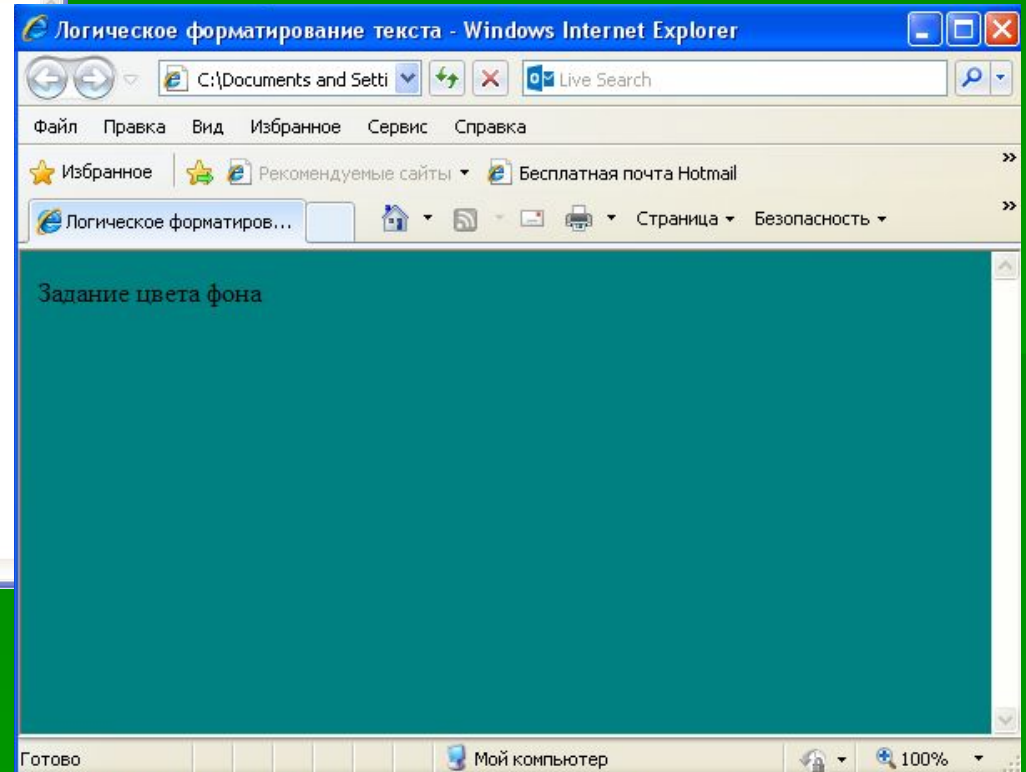 Логическое форматирование текста - Windows Internet Explorer
C:\Documents and Setti
Live Search
Файл Правка Вид Избранное Сервис Справка
Избранное Рекомендуемые сайты Бесплатная почта Hotmail
Логическое форматиров... Страница Безопасность
Задание цвета фона
Готово Мой компьютер 100%